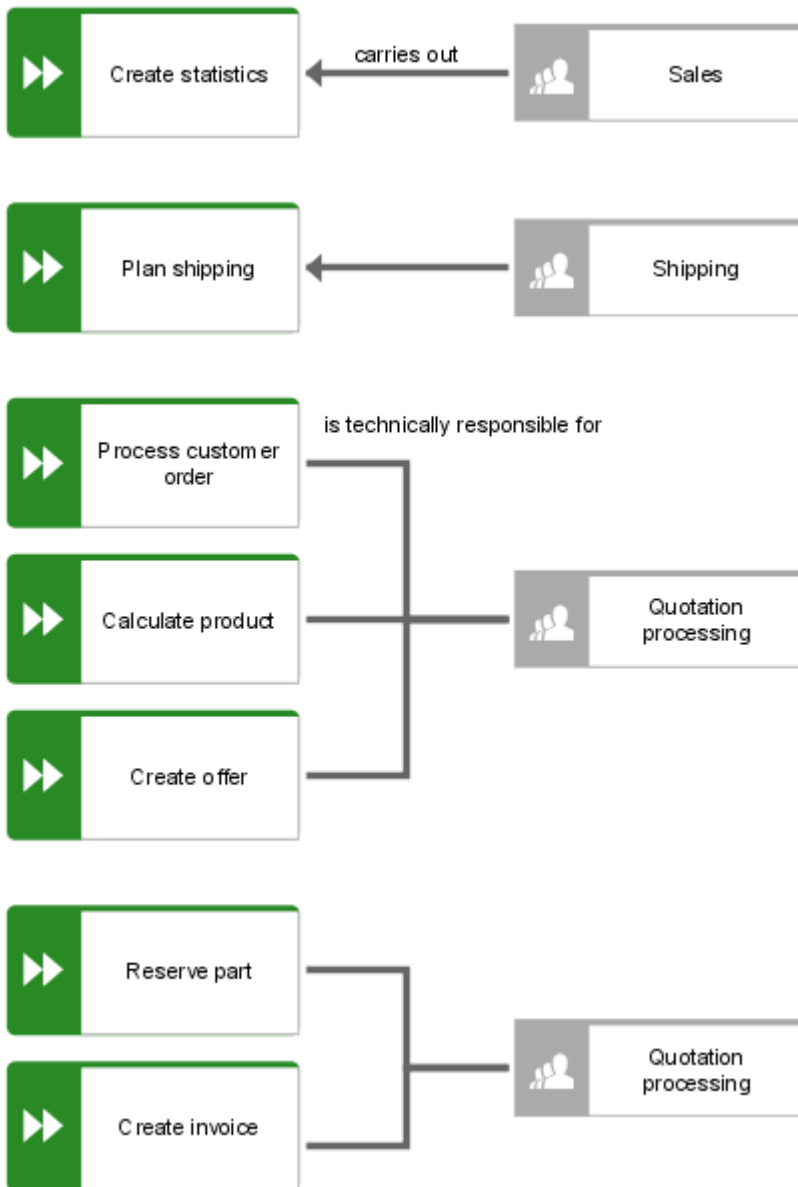 carries out
Create statistics
Sales
Plan shipping
Shipping
is technically responsible for
Process customer
order
Calculate product
Quotation
processing
Create offer
Reserve part
Quotation
processing
Create invoice